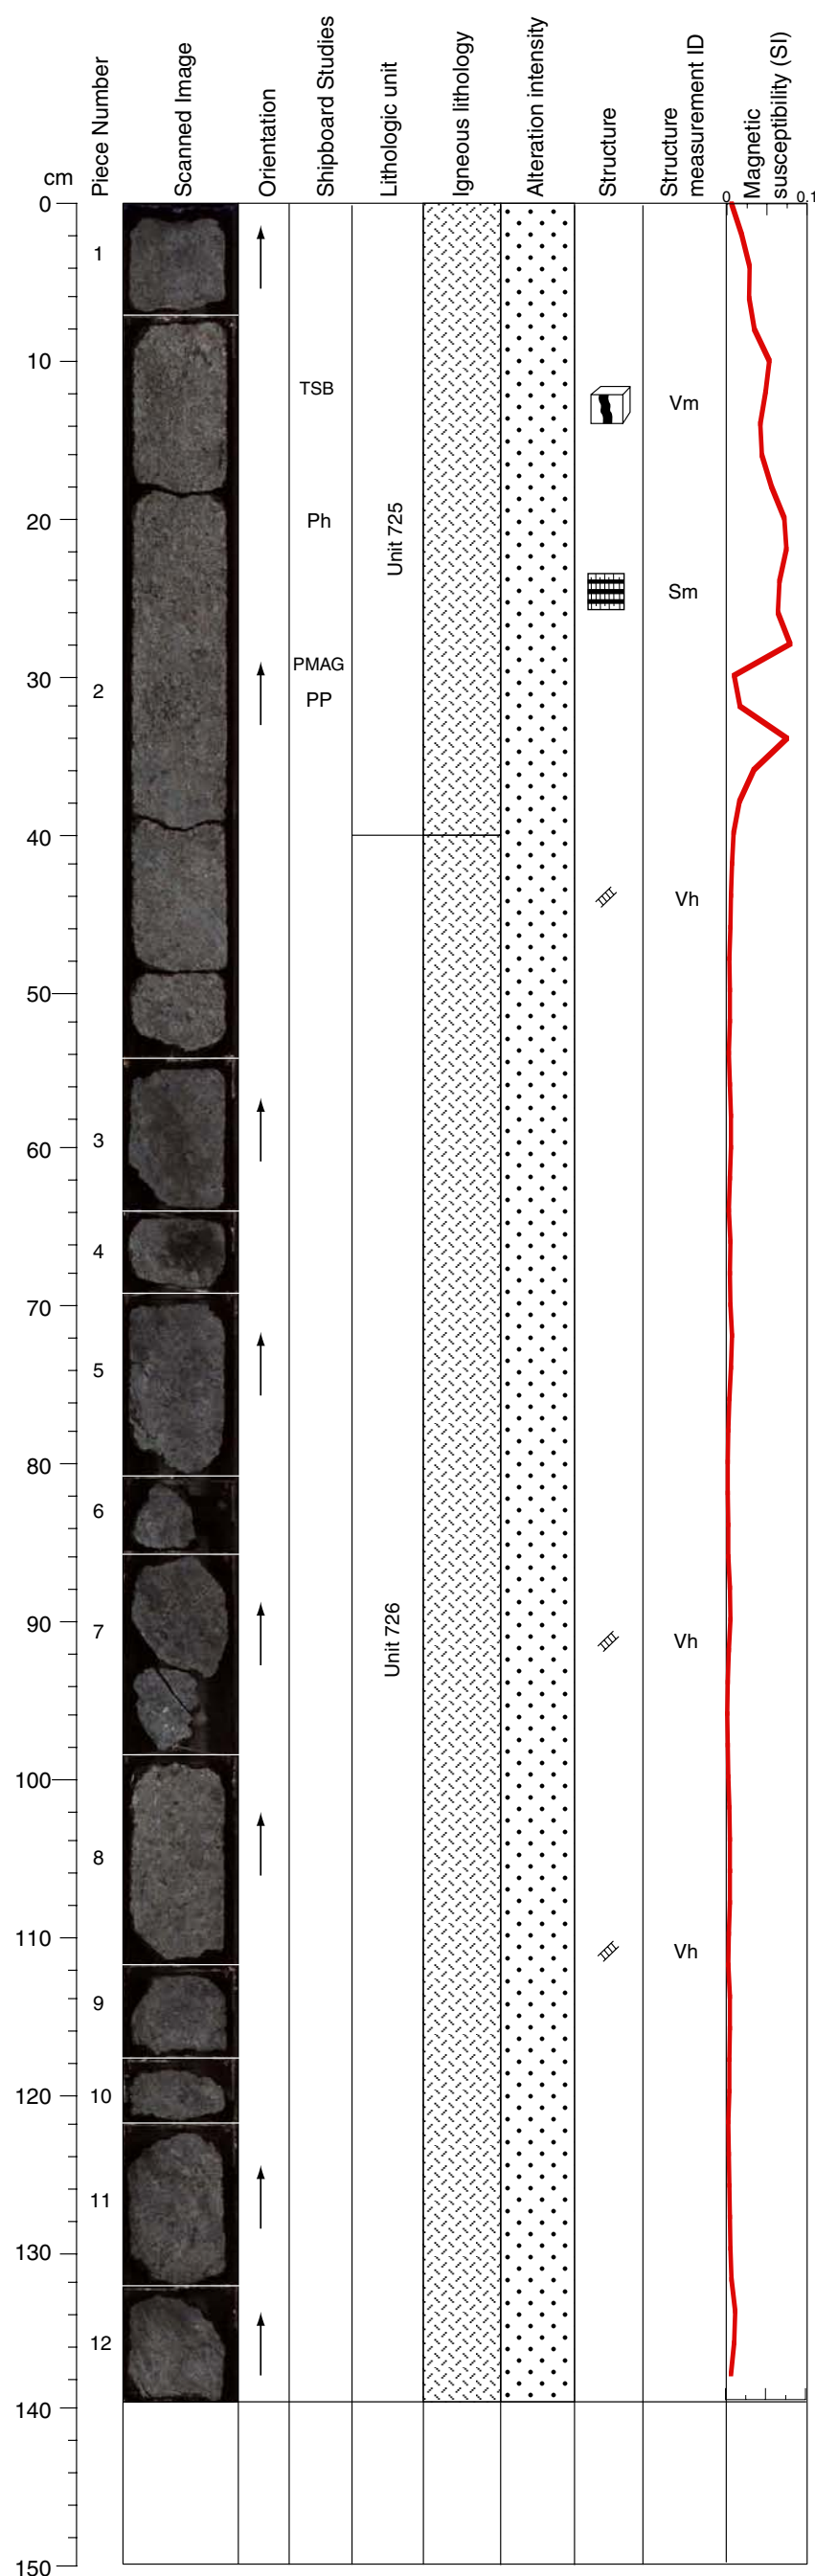 cm
Piece Number
Scanned Image
Orientation
Shipboard Studies
Lithologic unit
Igneous lithology
Alteration intensity
Structure
Structure
measurement ID
Magnetic
susceptibility (SI)
0
0.1
0
1
10
TSB
Vm
20
Ph
Unit 725
Sm
PMAG
30
2
PP
40
Vh
50
3
60
4
70
5
80
6
90
7
Unit 726
Vh
100
8
110
Vh
9
120
10
11
130
12
140
150